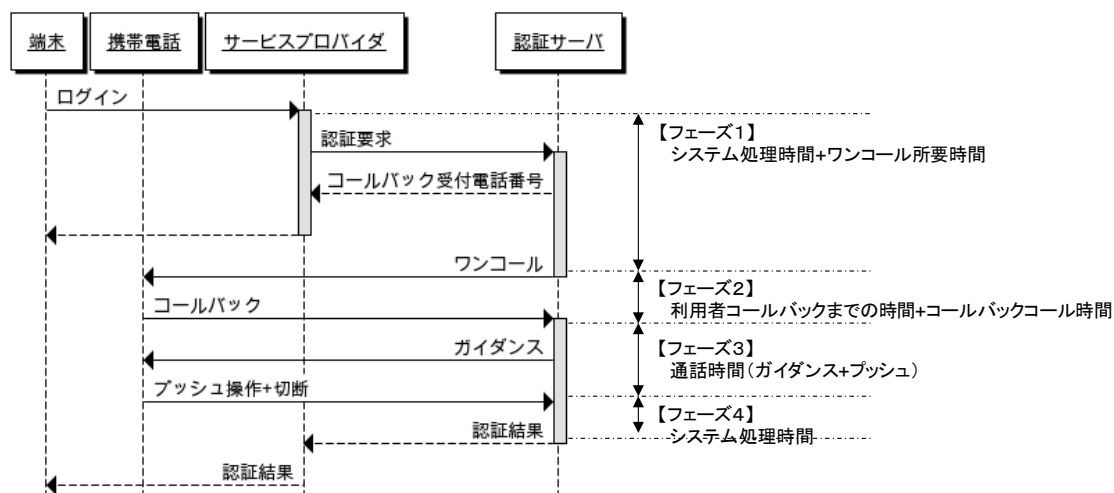 端末
携帯電話
サービスプロバイダ
認証サーバ
ログイン
【フェーズ1】
システム処理時間+ワンコール所要時間
認証要求
コールバック受付電話番号
ワンコール
【フェーズ2】
利用者コールバックまでの時間+コールバックコール時間
コールバック
ガイダンス
【フェーズ3】
通話時間(ガイダンス+プッシュ)
プッシュ操作+切断
【フェーズ4】
システム処理時間
認証結果
認証結果